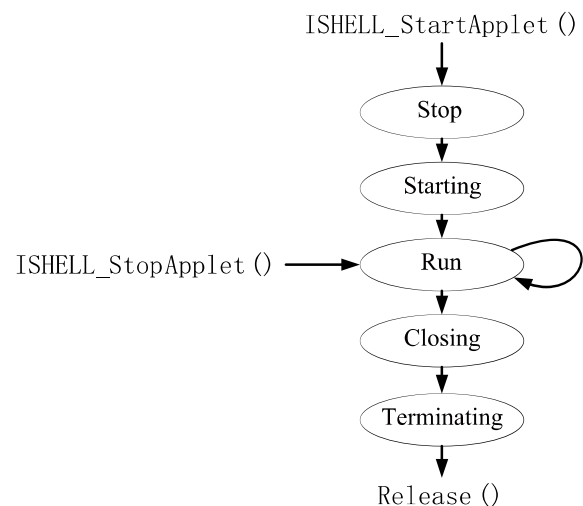 ISHELL_StartApplet()
Stop
Starting
ISHELL_StopApplet()
Run
Closing
Terminating
Release()